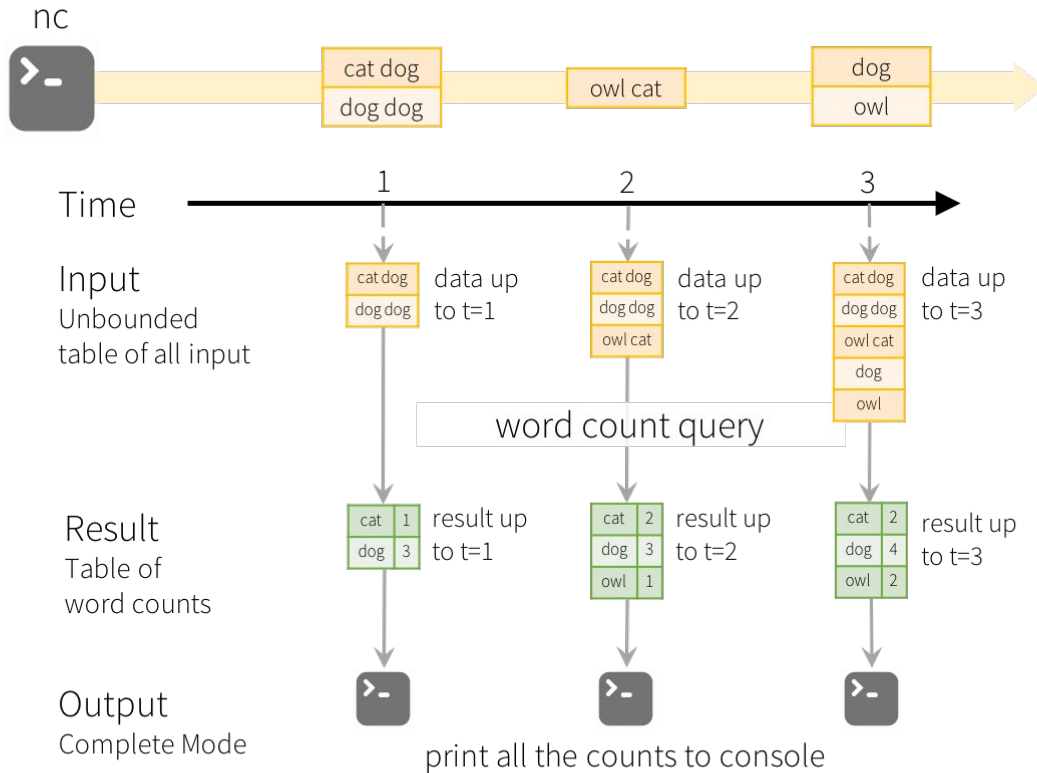 nc
cat dog
dog dog
owl cat
dog
owl
1
2
3
Time
Input
Unbounded
table of all input
cat dog
dog dog
data up
to t=1
cat dog
dog dog
owl cat
data up
to t=2
cat dog
dog dog
owl cat
dog
owl
data up
to t=3
word count query
Result
Table of
word counts
cat 1
dog 3
result up
to t=1
cat 2
dog 3
owl 1
result up
to t=2
cat 2
dog 4
owl 2
result up
to t=3
Output
Complete Mode
print all the counts to console